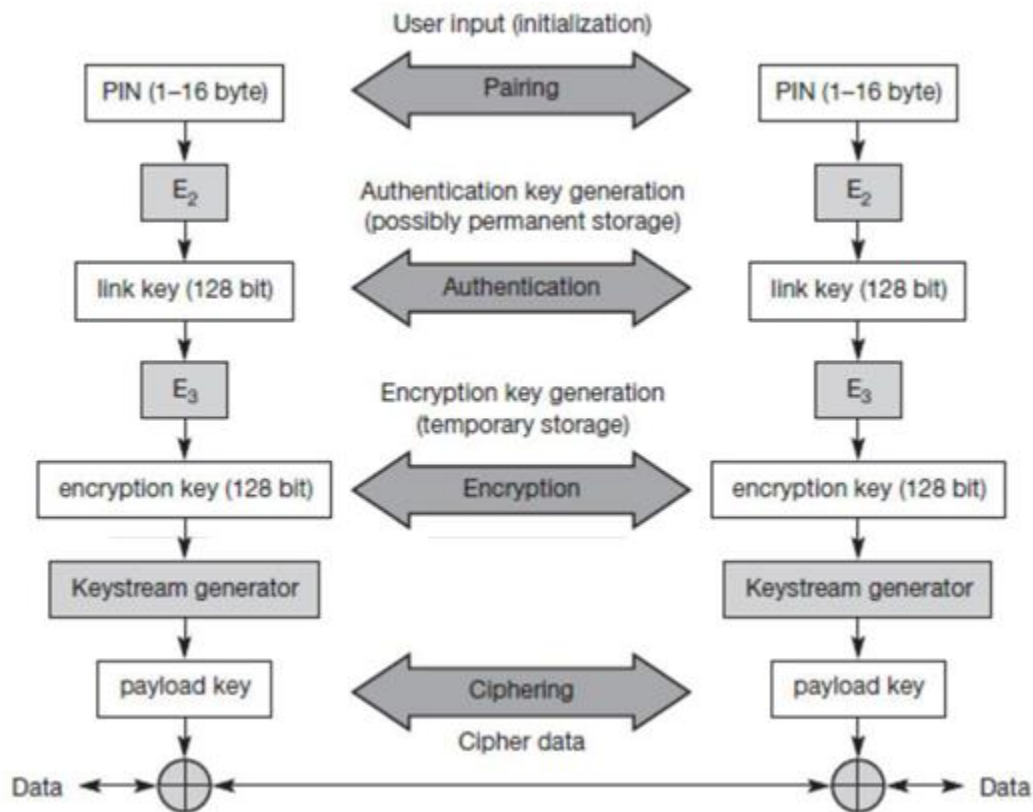 User input (initialization)
PIN (1–16 byte)
Pairing
PIN (1–16 byte)
E2
Authentication key generation
(possibly permanent storage)
E2
link key (128 bit)
Authentication
link key (128 bit)
E3
Encryption key generation
(temporary storage)
E3
encryption key (128 bit)
Encryption
encryption key (128 bit)
Keystream generator
Keystream generator
payload key
Ciphering
payload key
Cipher data
Data
Data